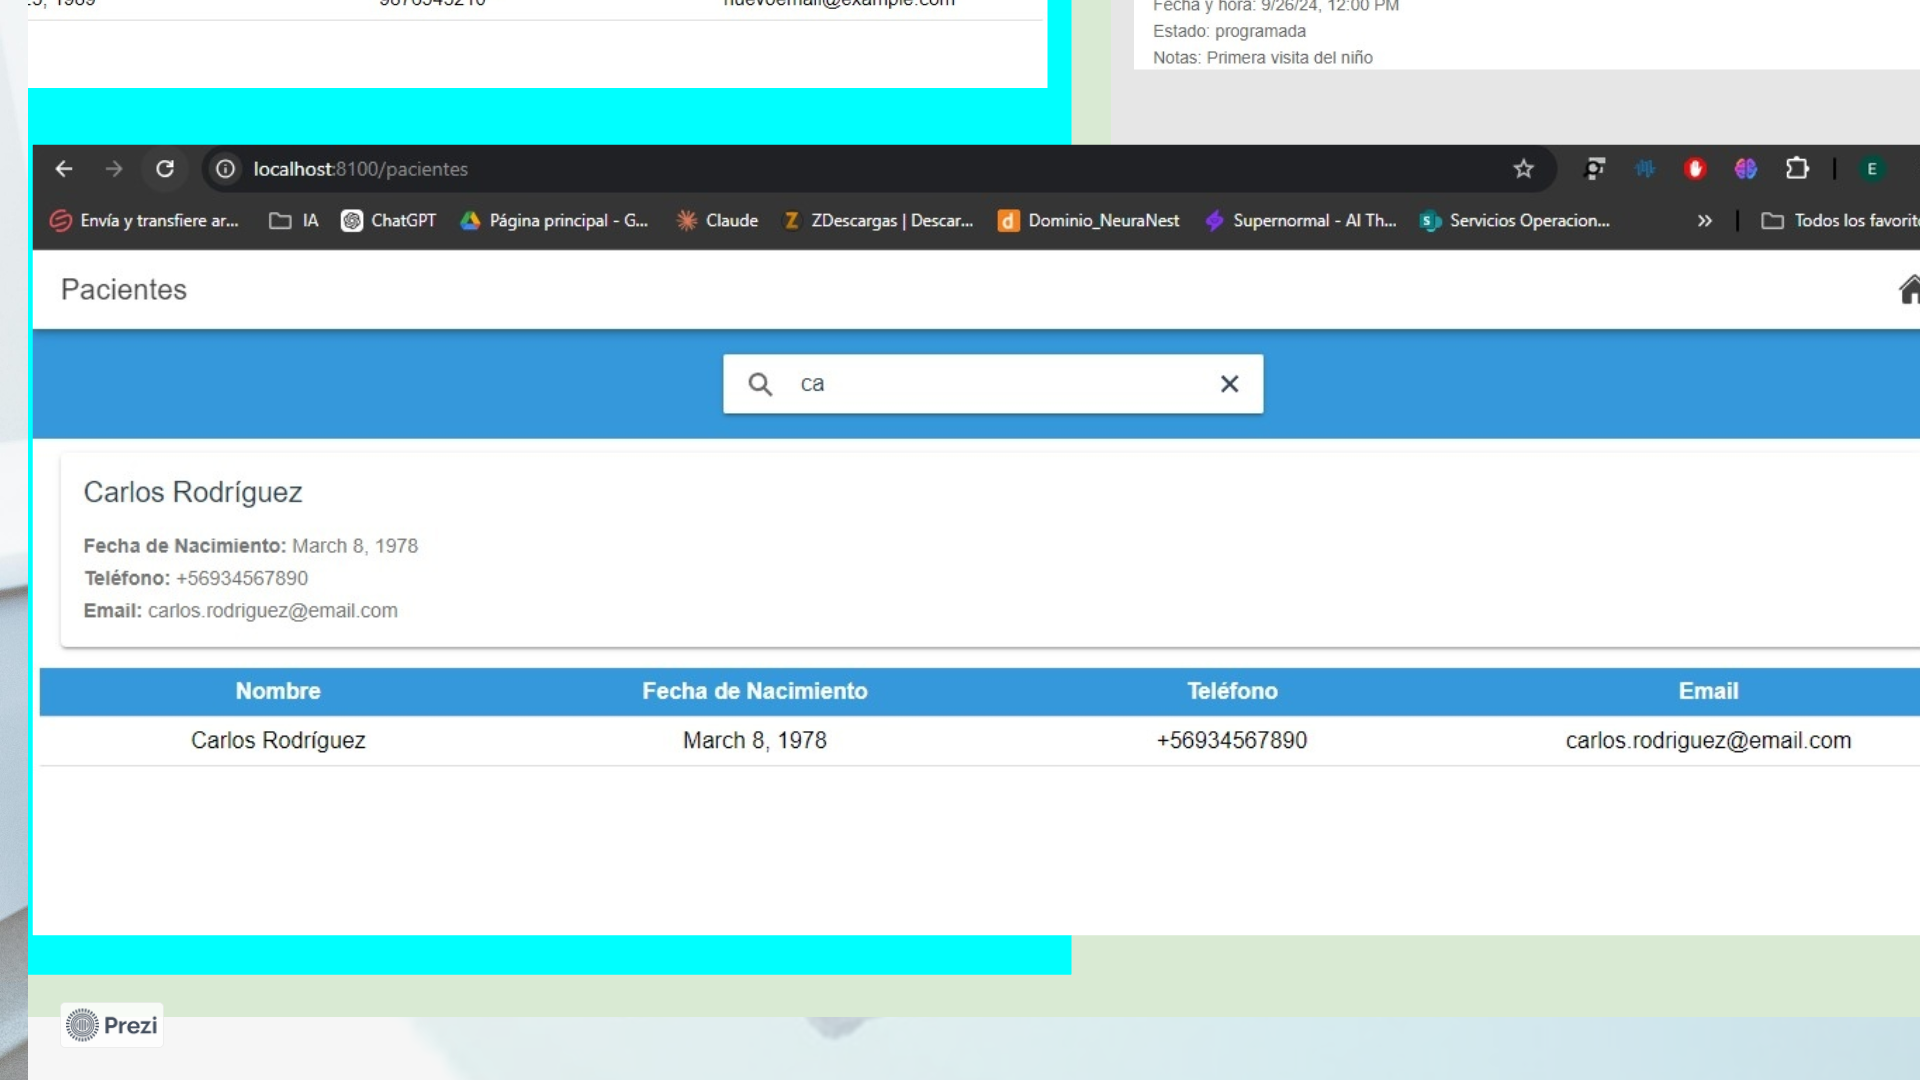 Fecha y hora: 9/26/24, 12:00 PM
Estado: programada
Notas: Primera visita del niño
localhost:8100/pacientes
E
Envía y transfiere ar... IA ChatGPT Página principal - G... Claude ZDescargas | Descar... Dominio_NeuraNest Supernormal - AI Th... Servicios Operacion... » Todos los favorito
Pacientes
ca
Carlos Rodríguez
Fecha de Nacimiento: March 8, 1978
Teléfono: +56934567890
Email: carlos.rodriguez@email.com
Nombre Fecha de Nacimiento Teléfono Email
Carlos Rodríguez March 8, 1978 +56934567890 carlos.rodriguez@email.com
Prezi